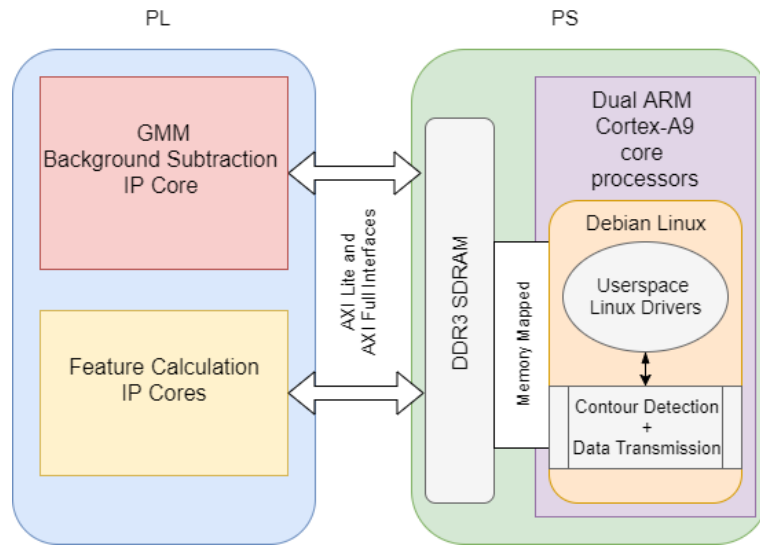 PL
PS
GMM
Background Subtraction
IP Core
Feature Calculation
IP Cores
AXI Lite and
AXI Full Interfaces
DDR3 SDRAM
Memory Mapped
Dual ARM
Cortex-A9
core
processors
Debian Linux
Userspace
Linux Drivers
Contour Detection
+
Data Transmission